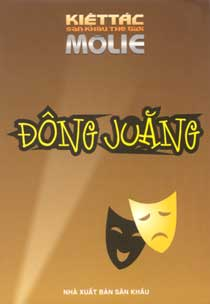 KIỆT TÁC
SÂN KHẤU THẾ GIỚI
MOLIE
ĐÔNG JUĂNG
NHÀ XUẤT BẢN SÂN KHẤU